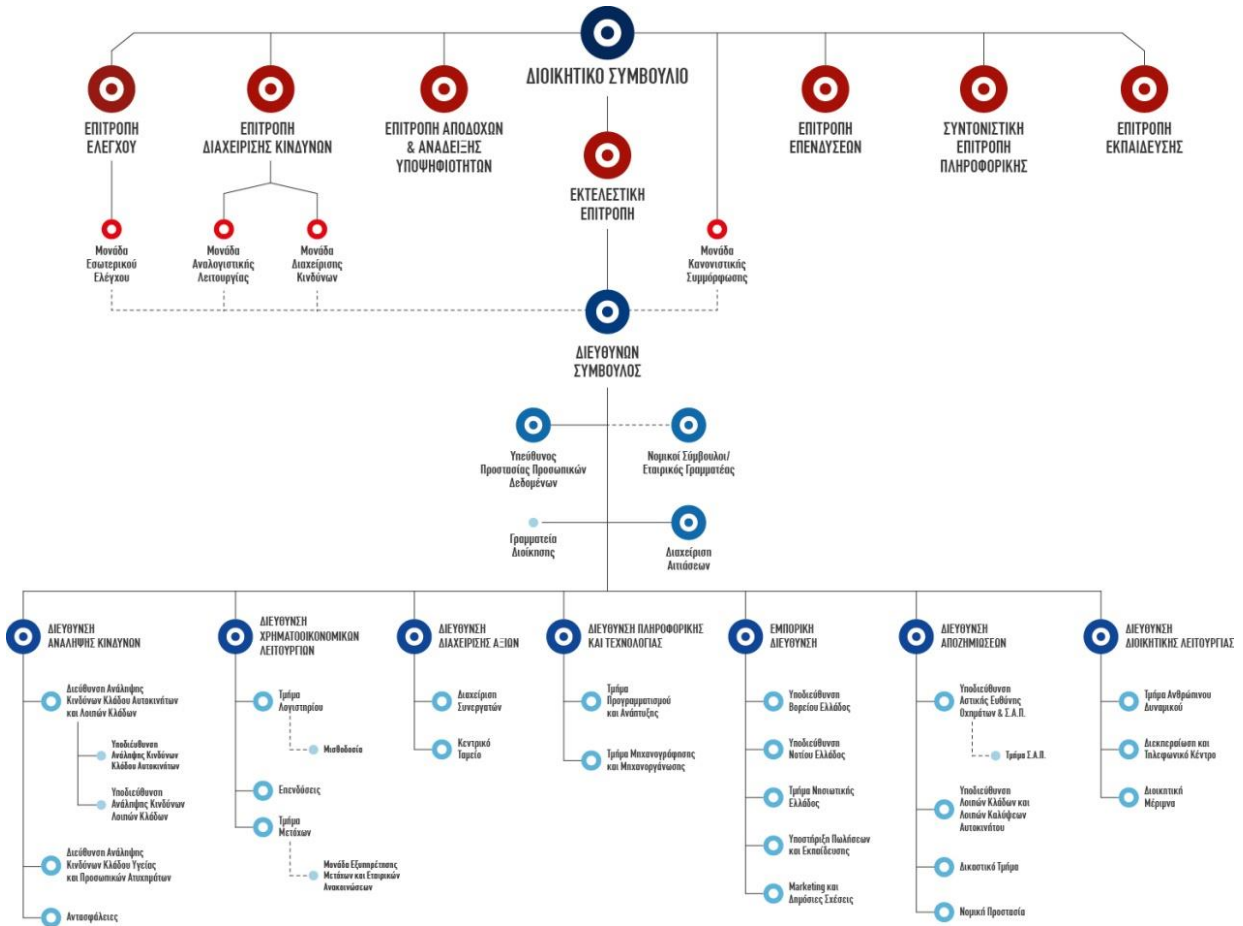 ΔΙΟΙΚΗΤΙΚΟ ΣΥΜΒΟΥΛΙΟ
ΕΠΙΤΡΟΠΗ
ΕΛΕΓΧΟΥ
ΕΠΙΤΡΟΠΗ
ΔΙΑΧΕΙΡΙΣΗΣ ΚΙΝΔΥΝΩΝ
ΕΠΙΤΡΟΠΗ ΑΠΟΔΟΧΩΝ
& ΑΝΑΔΕΙΞΗΣ
ΥΠΟΨΗΦΙΟΤΗΤΩΝ
ΕΚΤΕΛΕΣΤΙΚΗ
ΕΠΙΤΡΟΠΗ
ΕΠΙΤΡΟΠΗ
ΕΠΕΝΔΥΣΕΩΝ
ΣΥΝΤΟΝΙΣΤΙΚΗ
ΕΠΙΤΡΟΠΗ
ΠΛΗΡΟΦΟΡΙΚΗΣ
ΕΠΙΤΡΟΠΗ
ΕΚΠΑΙΔΕΥΣΗΣ
Μονάδα
Εσωτερικού
Ελέγχου
Μονάδα
Αναλογιστικής
Λειτουργίας
Μονάδα
Διαχείρισης
Κινδύνων
Μονάδα
Κανονιστικής
Συμμόρφωσης
ΔΙΕΥΘΥΝΩΝ
ΣΥΜΒΟΥΛΟΣ
Υπεύθυνος
Προστασίας Προσωπικών
Δεδομένων
Νομικοί Σύμβουλοι/
Εταιρικός Γραμματέας
Γραμματεία
Διοίκησης
Διαχείριση
Αιτιάσεων
ΔΙΕΥΘΥΝΣΗ
ΑΝΑΛΗΨΗΣ ΚΙΝΔΥΝΩΝ
Διεύθυνση Ανάληψης
Κινδύνων Κλάδου Αυτοκινήτων
και Λοιπών Κλάδων
Υποδιέυθυνση
Ανάληψης Κινδύνων
Κλάδου Αυτοκινήτων
Υποδιεύθυνση
Ανάληψης Κινδύνων
Λοιπών Κλάδων
Διεύθυνση Ανάληψης
Κινδύνων Κλάδου Υγείας
και Προσωπικών Ατυχημάτων
Αντασφάλειες
ΔΙΕΥΘΥΝΣΗ
ΧΡΗΜΑΤΟΟΙΚΟΝΟΜΙΚΩΝ
ΛΕΙΤΟΥΡΓΙΩΝ
Τμήμα
Λογιστηρίου
Μισθοδοσία
Επενδύσεις
Τμήμα
Μετόχων
Μονάδα Εξυπηρέτησης
Μετόχων και Εταιρικών
Ανακοινώσεων
ΔΙΕΥΘΥΝΣΗ
ΔΙΑΧΕΙΡΙΣΗΣ ΑΞΙΩΝ
Διαχείριση
Συνεργατών
Κεντρικό
Ταμείο
ΔΙΕΥΘΥΝΣΗ ΠΛΗΡΟΦΟΡΙΚΗΣ
ΚΑΙ ΤΕΧΝΟΛΟΓΙΑΣ
Τμήμα
Προγραμματισμού
και Ανάπτυξης
Τμήμα Μηχανογράφησης
και Μηχανοργάνωσης
ΕΜΠΟΡΙΚΗ
ΔΙΕΥΘΥΝΣΗ
Υποδιεύθυνση
Βορείου Ελλάδος
Υποδιεύθυνση
Νοτίου Ελλάδος
Τμήμα Νησιωτικής
Ελλάδος
Υποστήριξη Πωλήσεων
και Εκπαίδευσης
Marketing και
Δημόσιες Σχέσεις
ΔΙΕΥΘΥΝΣΗ
ΑΠΟΖΗΜΙΩΣΕΩΝ
Υποδιεύθυνση
Αστικής Ευθύνης
Οχημάτων & Σ.Α.Π.
Τμήμα Σ.Α.Π.
Υποδιεύθυνση
Λοιπών Κλάδων και
Λοιπών Καλύψεων
Αυτοκινήτου
Δικαστικό Τμήμα
Νομική Προστασία
ΔΙΕΥΘΥΝΣΗ
ΔΙΟΙΚΗΤΙΚΗΣ ΛΕΙΤΟΥΡΓΙΑΣ
Τμήμα Ανθρώπινου
Δυναμικού
Διεκπεραίωση και
Τηλεφωνικό Κέντρο
Διοικητική
Μέριμνα